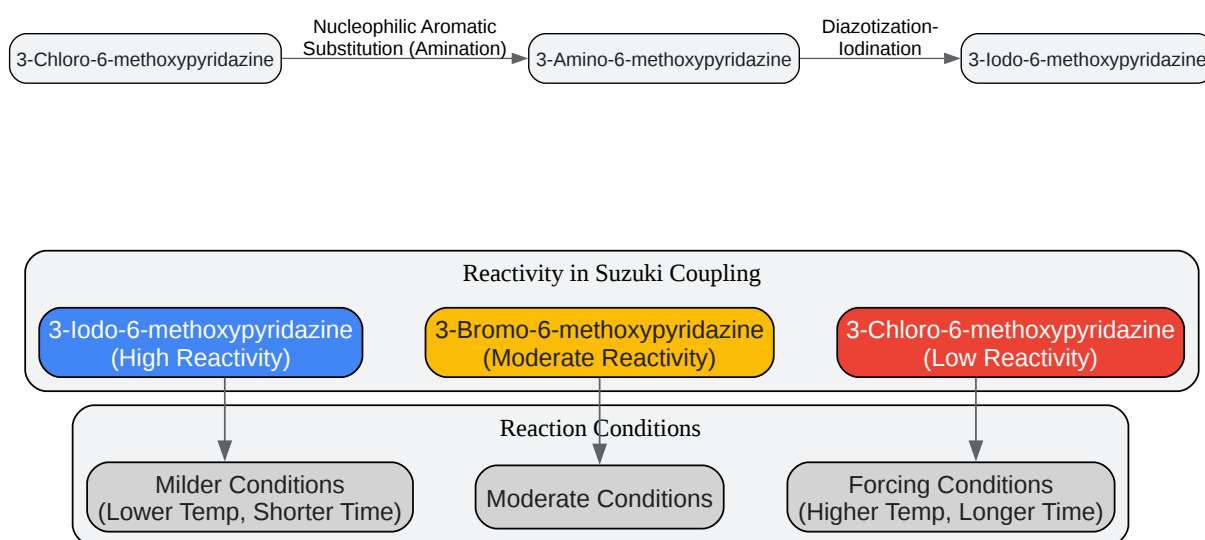 Nucleophilic Aromatic
Substitution (Amination)
Diazotization-
Iodination
3-Chloro-6-methoxypyridazine
3-Amino-6-methoxypyridazine
3-Iodo-6-methoxypyridazine
Reactivity in Suzuki Coupling
3-Iodo-6-methoxypyridazine
(High Reactivity)
3-Bromo-6-methoxypyridazine
(Moderate Reactivity)
3-Chloro-6-methoxypyridazine
(Low Reactivity)
Reaction Conditions
Milder Conditions
(Lower Temp, Shorter Time)
Moderate Conditions
Forcing Conditions
(Higher Temp, Longer Time)